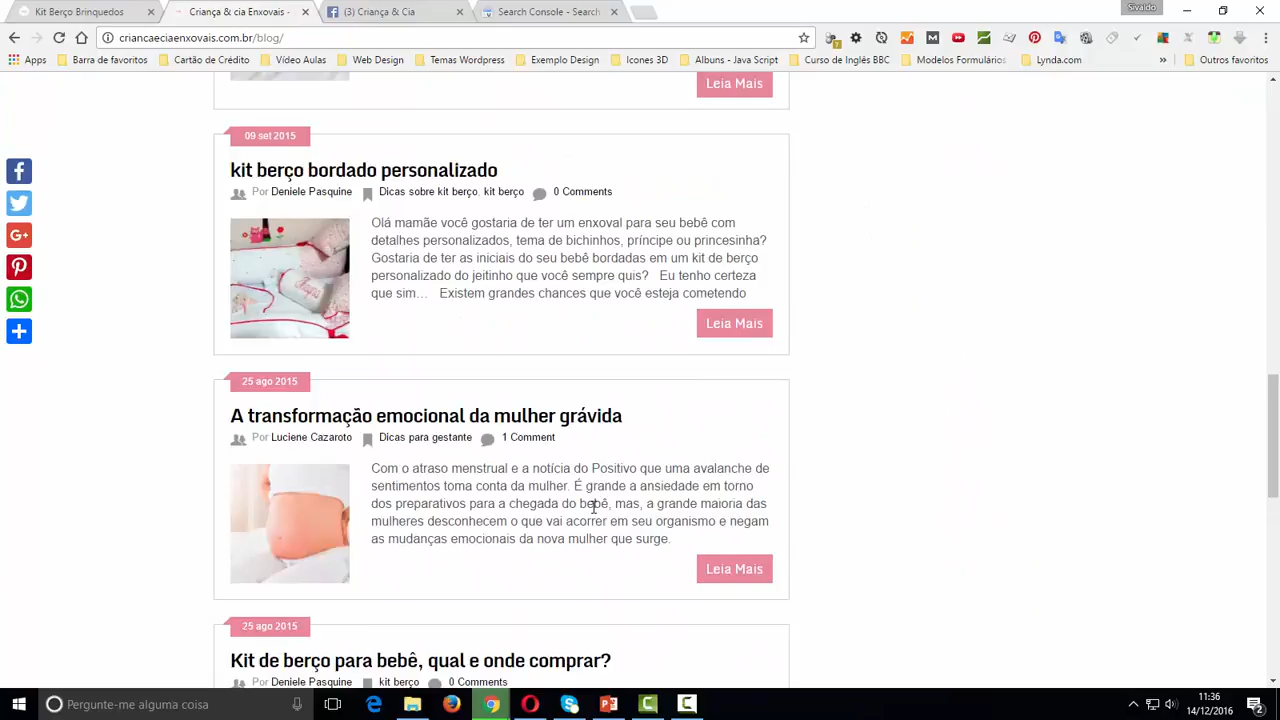 Kit Berço Brinquedos
Criança & cia Enxovais -
(3) Criança & Cia
Search Console - Search
Sivaldo
criancaeciaenxovais.com.br/blog/
Apps
Barra de favoritos
Cartão de Crédito
Vídeo Aulas
Web Design
Temas Wordpress
Exemplo Design
Icones 3D
Albuns - Java Script
Curso de Inglês BBC
Modelos Formulários
Lynda.com
»
Outros favoritos
Leia Mais
09 set 2015
kit berço bordado personalizado
Por Deniele Pasquine Dicas sobre kit berço, kit berço 0 Comments
Olá mamãe você gostaria de ter um enxoval para seu bebê com
detalhes personalizados, tema de bichinhos, príncipe ou princesinha?
Gostaria de ter as iniciais do seu bebê bordadas em um kit de berço
personalizado do jeitinho que você sempre quis? Eu tenho certeza
que sim… Existem grandes chances que você esteja cometendo
Leia Mais
25 ago 2015
A transformação emocional da mulher grávida
Por Luciene Cazaroto Dicas para gestante 1 Comment
Com o atraso menstrual e a notícia do Positivo que uma avalanche de
sentimentos toma conta da mulher. É grande a ansiedade em torno
dos preparativos para a chegada do bebê, mas, a grande maioria das
mulheres desconhecem o que vai acorrer em seu organismo e negam
as mudanças emocionais da nova mulher que surge.
Leia Mais
25 ago 2015
Kit de berço para bebê, qual e onde comprar?
Por Deniele Pasquine kit berço 0 Comments
Pergunte-me alguma coisa
11:36
14/12/2016